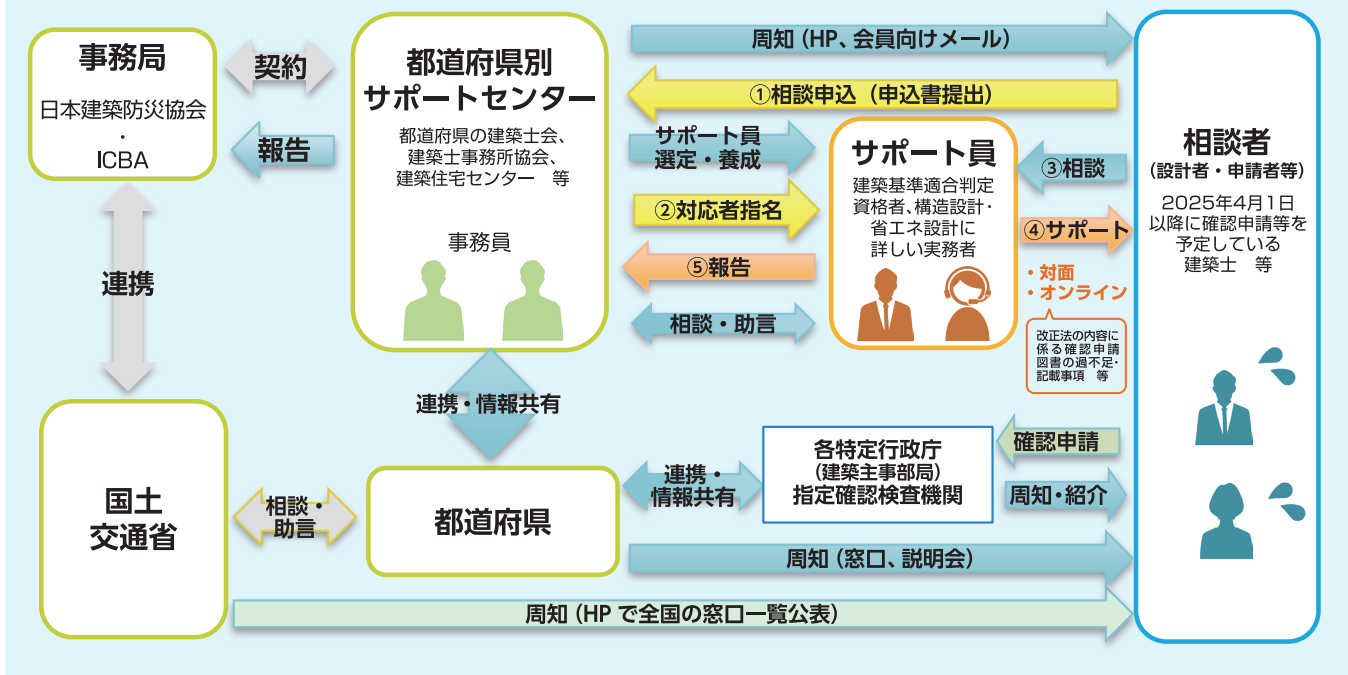 事務局
日本建築防災協会
・
ICBA
契約
報告
都道府県別
サポートセンター
都道府県の建築士会、
建築士事務所協会、
建築住宅センター 等
事務員
周知（HP、会員向けメール）
①相談申込（申込書提出）
サポート員
選定・養成
②対応者指名
⑤報告
相談・助言
サポート員
建築基準適合判定
資格者、構造設計・
省エネ設計に
詳しい実務者
③相談
④サポート
・対面
・オンライン
改正法の内容に
係る確認申請
図書の過不足・
記載事項 等
相談者
（設計者・申請者等）
2025年4月1日
以降に確認申請等を
予定している
建築士 等
連携
連携・情報共有
国土
交通省
相談・
助言
都道府県
連携・
情報共有
各特定行政庁
（建築主事部局）
指定確認検査機関
確認申請
周知・紹介
周知（窓口、説明会）
周知（HP で全国の窓口一覧公表）